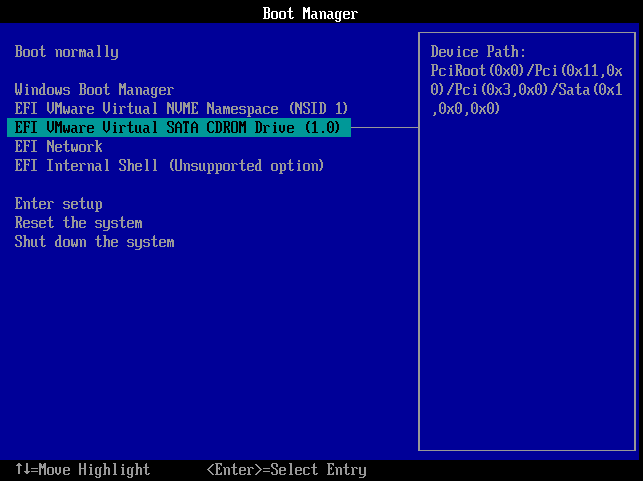 Boot Manager
Boot normally
Windows Boot Manager
EFI VMware Virtual NVME Namespace (NSID 1)
EFI VMware Virtual SATA CDROM Drive (1.0)
EFI Network
EFI Internal Shell (Unsupported option)
Enter setup
Reset the system
Shut down the system
Device Path:
PciRoot(0x0)/Pci(0x11,0x
0)/Pci(0x3,0x0)/Sata(0x1
,0x0,0x0)
↑↓=Move Highlight
<Enter>=Select Entry